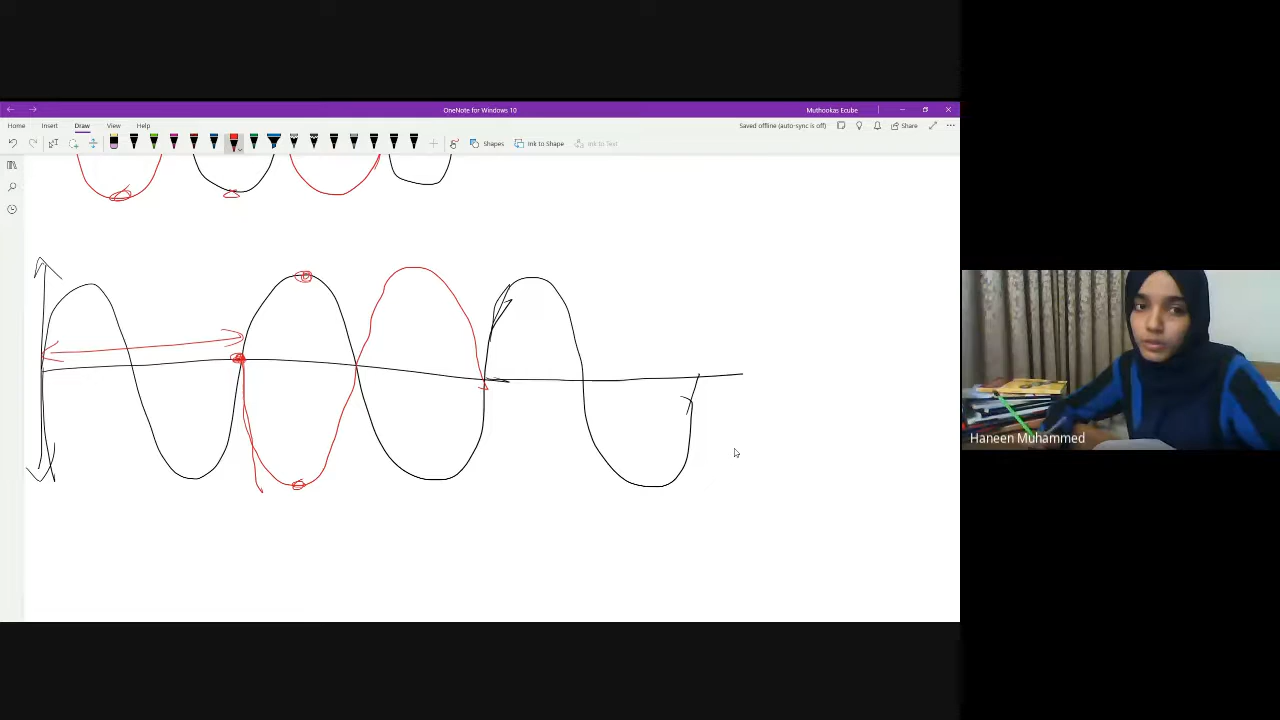 OneNote for Windows 10
Muthookas Ecube
Home Insert Draw View Help
Saved offline (auto-sync is off) Share
Shapes Ink to Shape Ink to Text
Haneen Muhammed